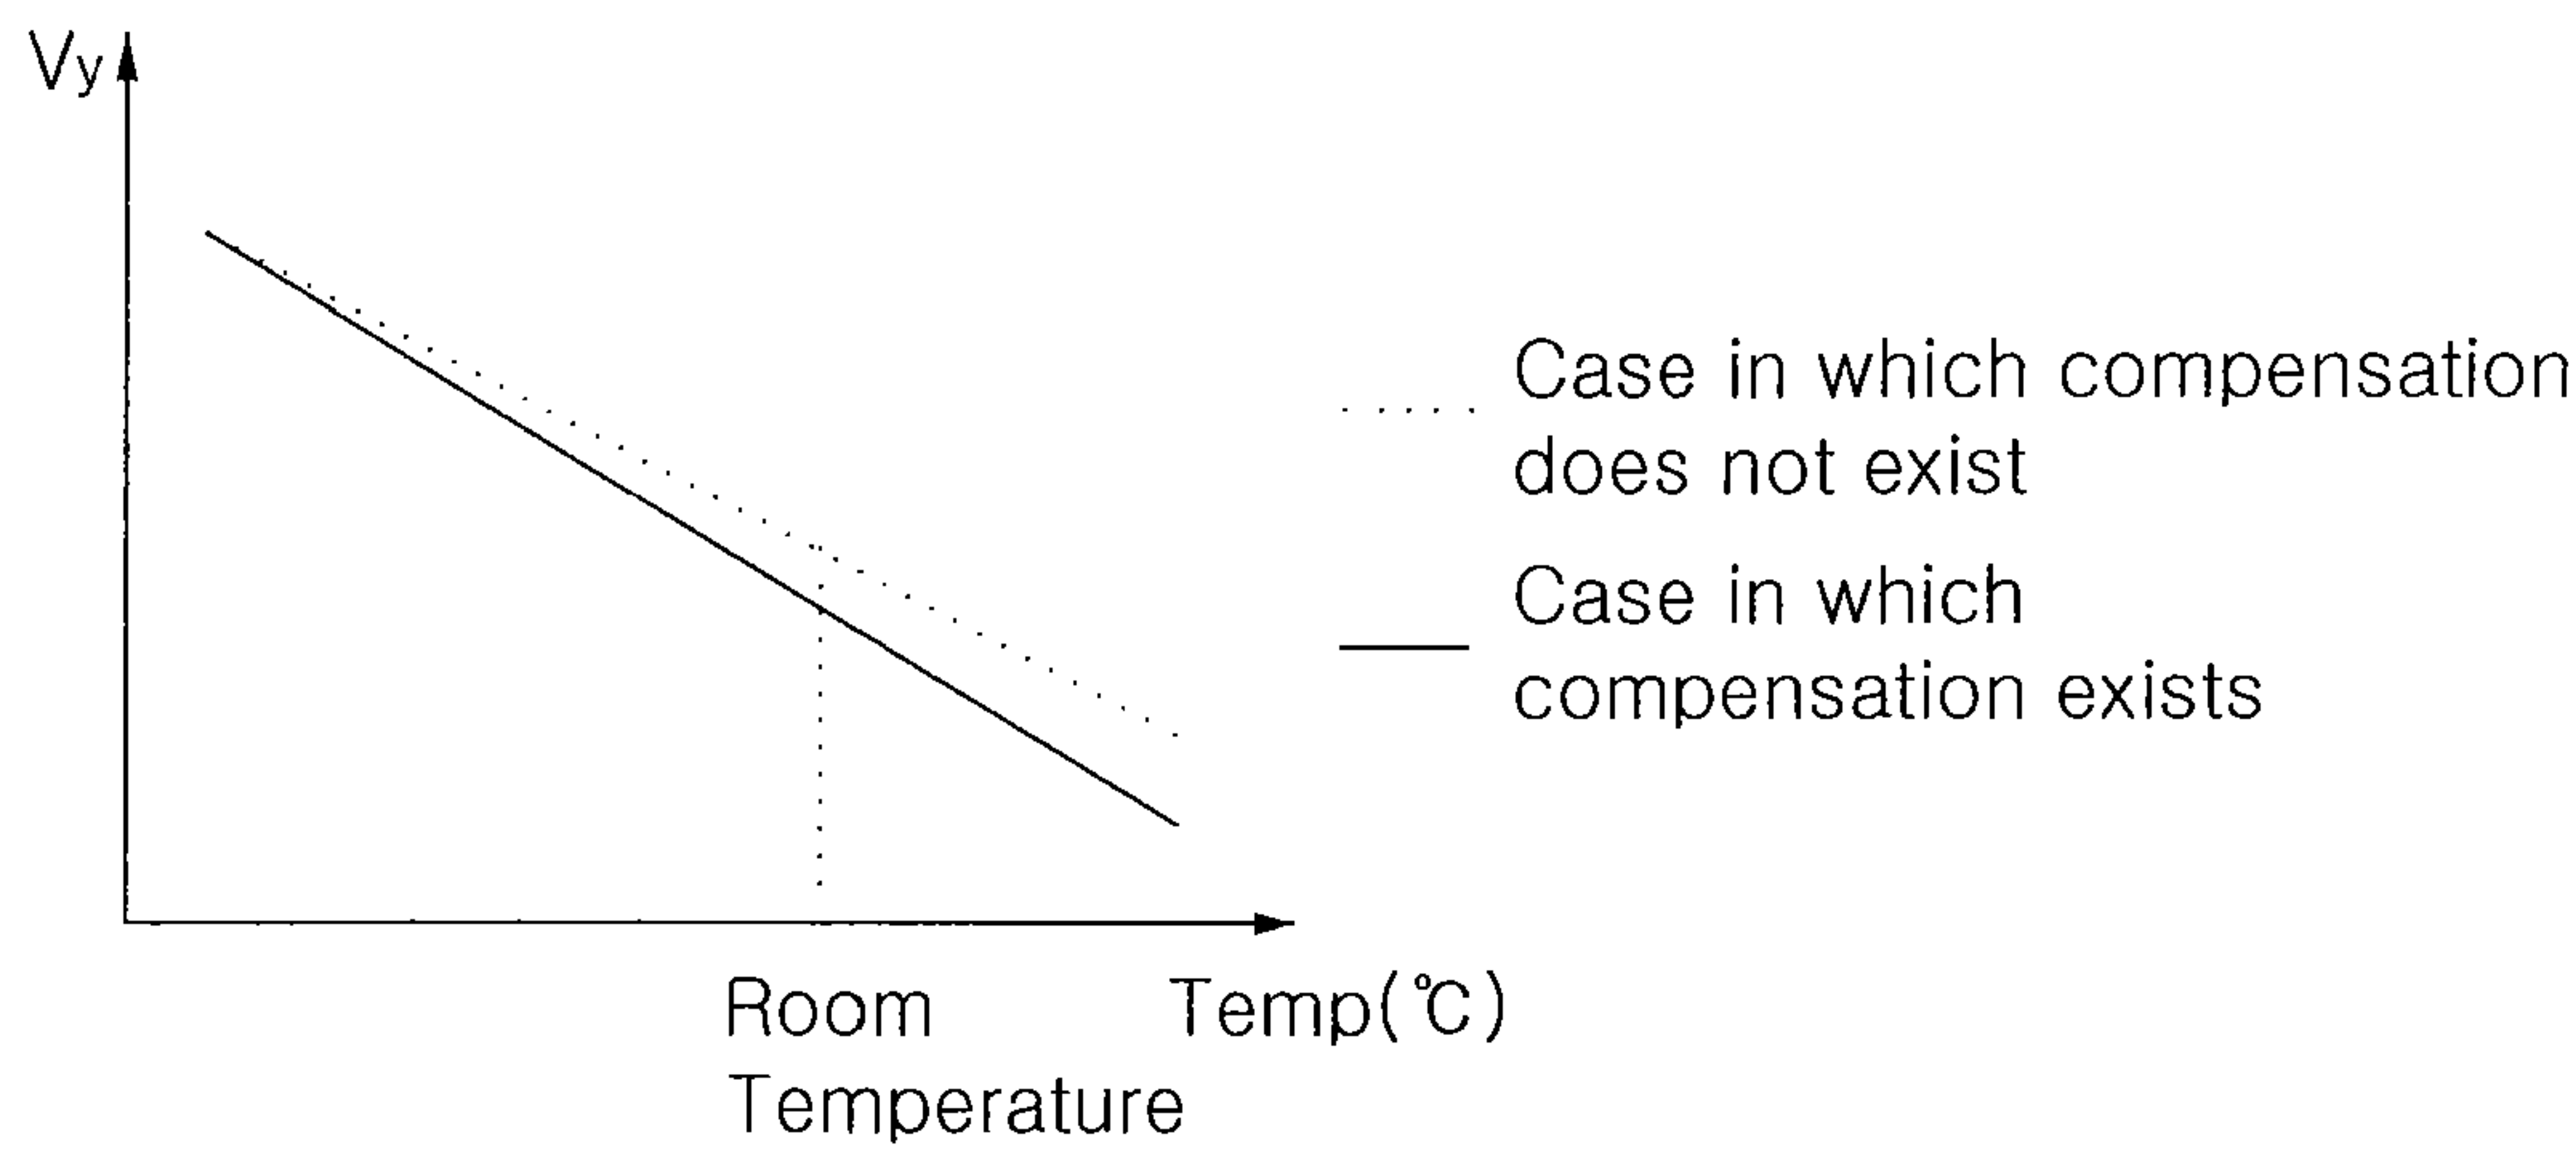 Vy
Case in which compensation
does not exist
Case in which
compensation exists
Room
Temperature
Temp(℃)